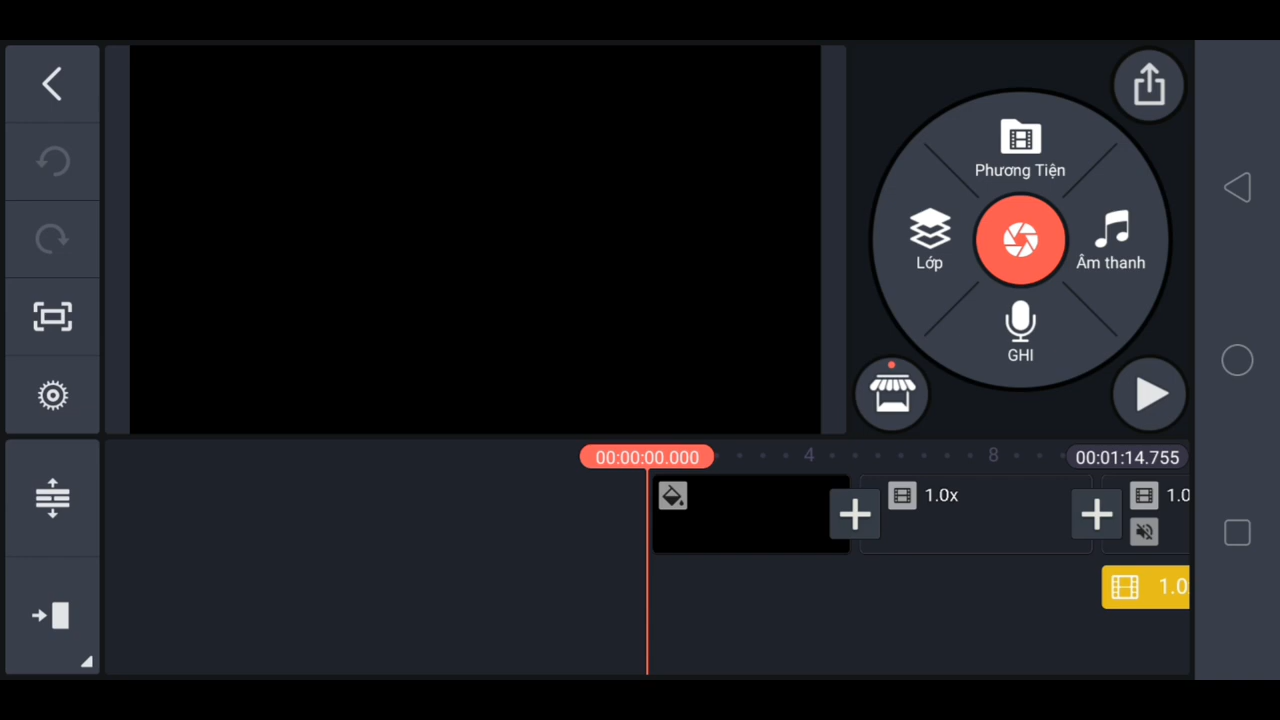 Phương Tiện
Lớp
Âm thanh
GHI
00:00:00.000
4
8
00:01:14.755
1.0x
1.0
1.0